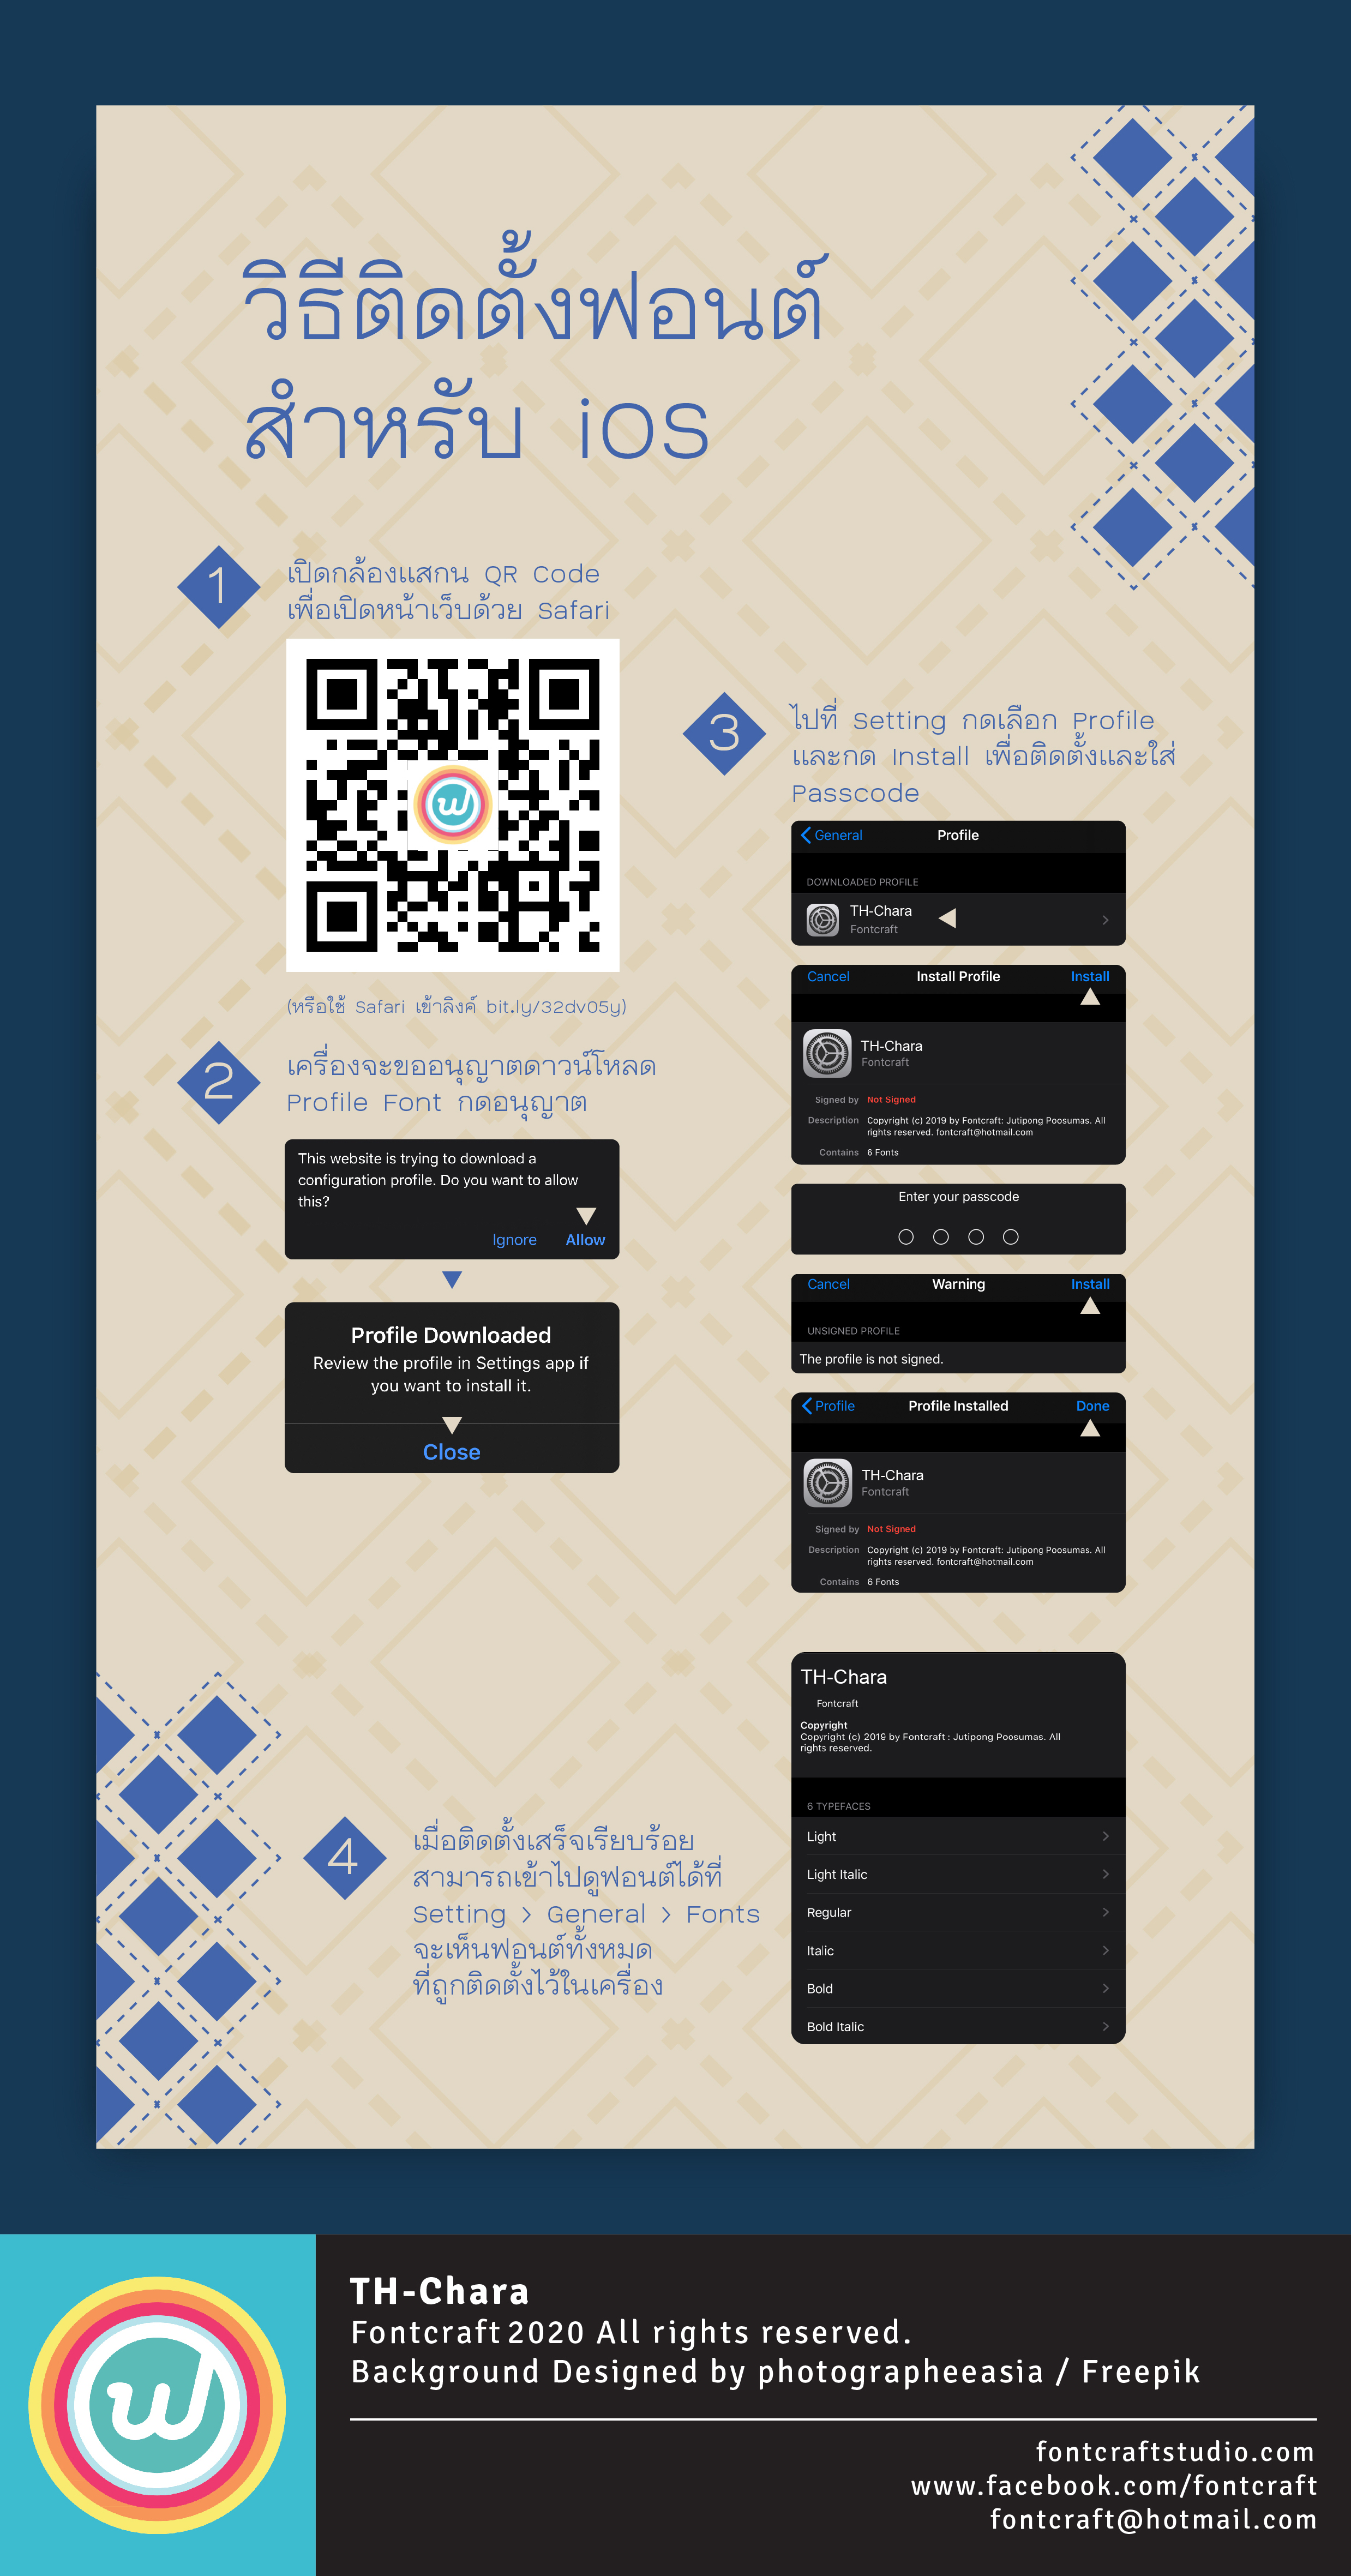 วิธีติดตั้งฟอนต์
สำหรับ iOS
1
เปิดกล้องแสกน QR Code
เพื่อเปิดหน้าเว็บด้วย Safari
(หรือใช้ Safari เข้าลิงค์ bit.ly/32dv05y)
2
เครื่องจะขออนุญาตดาวน์โหลด
Profile Font กดอนุญาต
This website is trying to download a
configuration profile. Do you want to allow
this?
Ignore Allow
Profile Downloaded
Review the profile in Settings app if
you want to install it.
Close
3
ไปที่ Setting กดเลือก Profile
และกด Install เพื่อติดตั้งและใส่
Passcode
General Profile
DOWNLOADED PROFILE
TH-Chara
Fontcraft
Cancel Install Profile Install
TH-Chara
Fontcraft
Signed by Not Signed
Description Copyright (c) 2019 by Fontcraft: Jutipong Poosumas. All
rights reserved. fontcraft@hotmail.com
Contains 6 Fonts
Enter your passcode
Cancel Warning Install
UNSIGNED PROFILE
The profile is not signed.
Profile Profile Installed Done
TH-Chara
Fontcraft
Signed by Not Signed
Description Copyright (c) 2019 by Fontcraft: Jutipong Poosumas. All
rights reserved. fontcraft@hotmail.com
Contains 6 Fonts
4
เมื่อติดตั้งเสร็จเรียบร้อย
สามารถเข้าไปดูฟอนต์ได้ที่
Setting > General > Fonts
จะเห็นฟอนต์ทั้งหมด
ที่ถูกติดตั้งไว้ในเครื่อง
TH-Chara
Fontcraft
Copyright
Copyright (c) 2019 by Fontcraft : Jutipong Poosumas. All
rights reserved.
6 TYPEFACES
Light
Light Italic
Regular
Italic
Bold
Bold Italic
TH-Chara
Fontcraft 2020 All rights reserved.
Background Designed by photographeeasia / Freepik
fontcraftstudio.com
www.facebook.com/fontcraft
fontcraft@hotmail.com